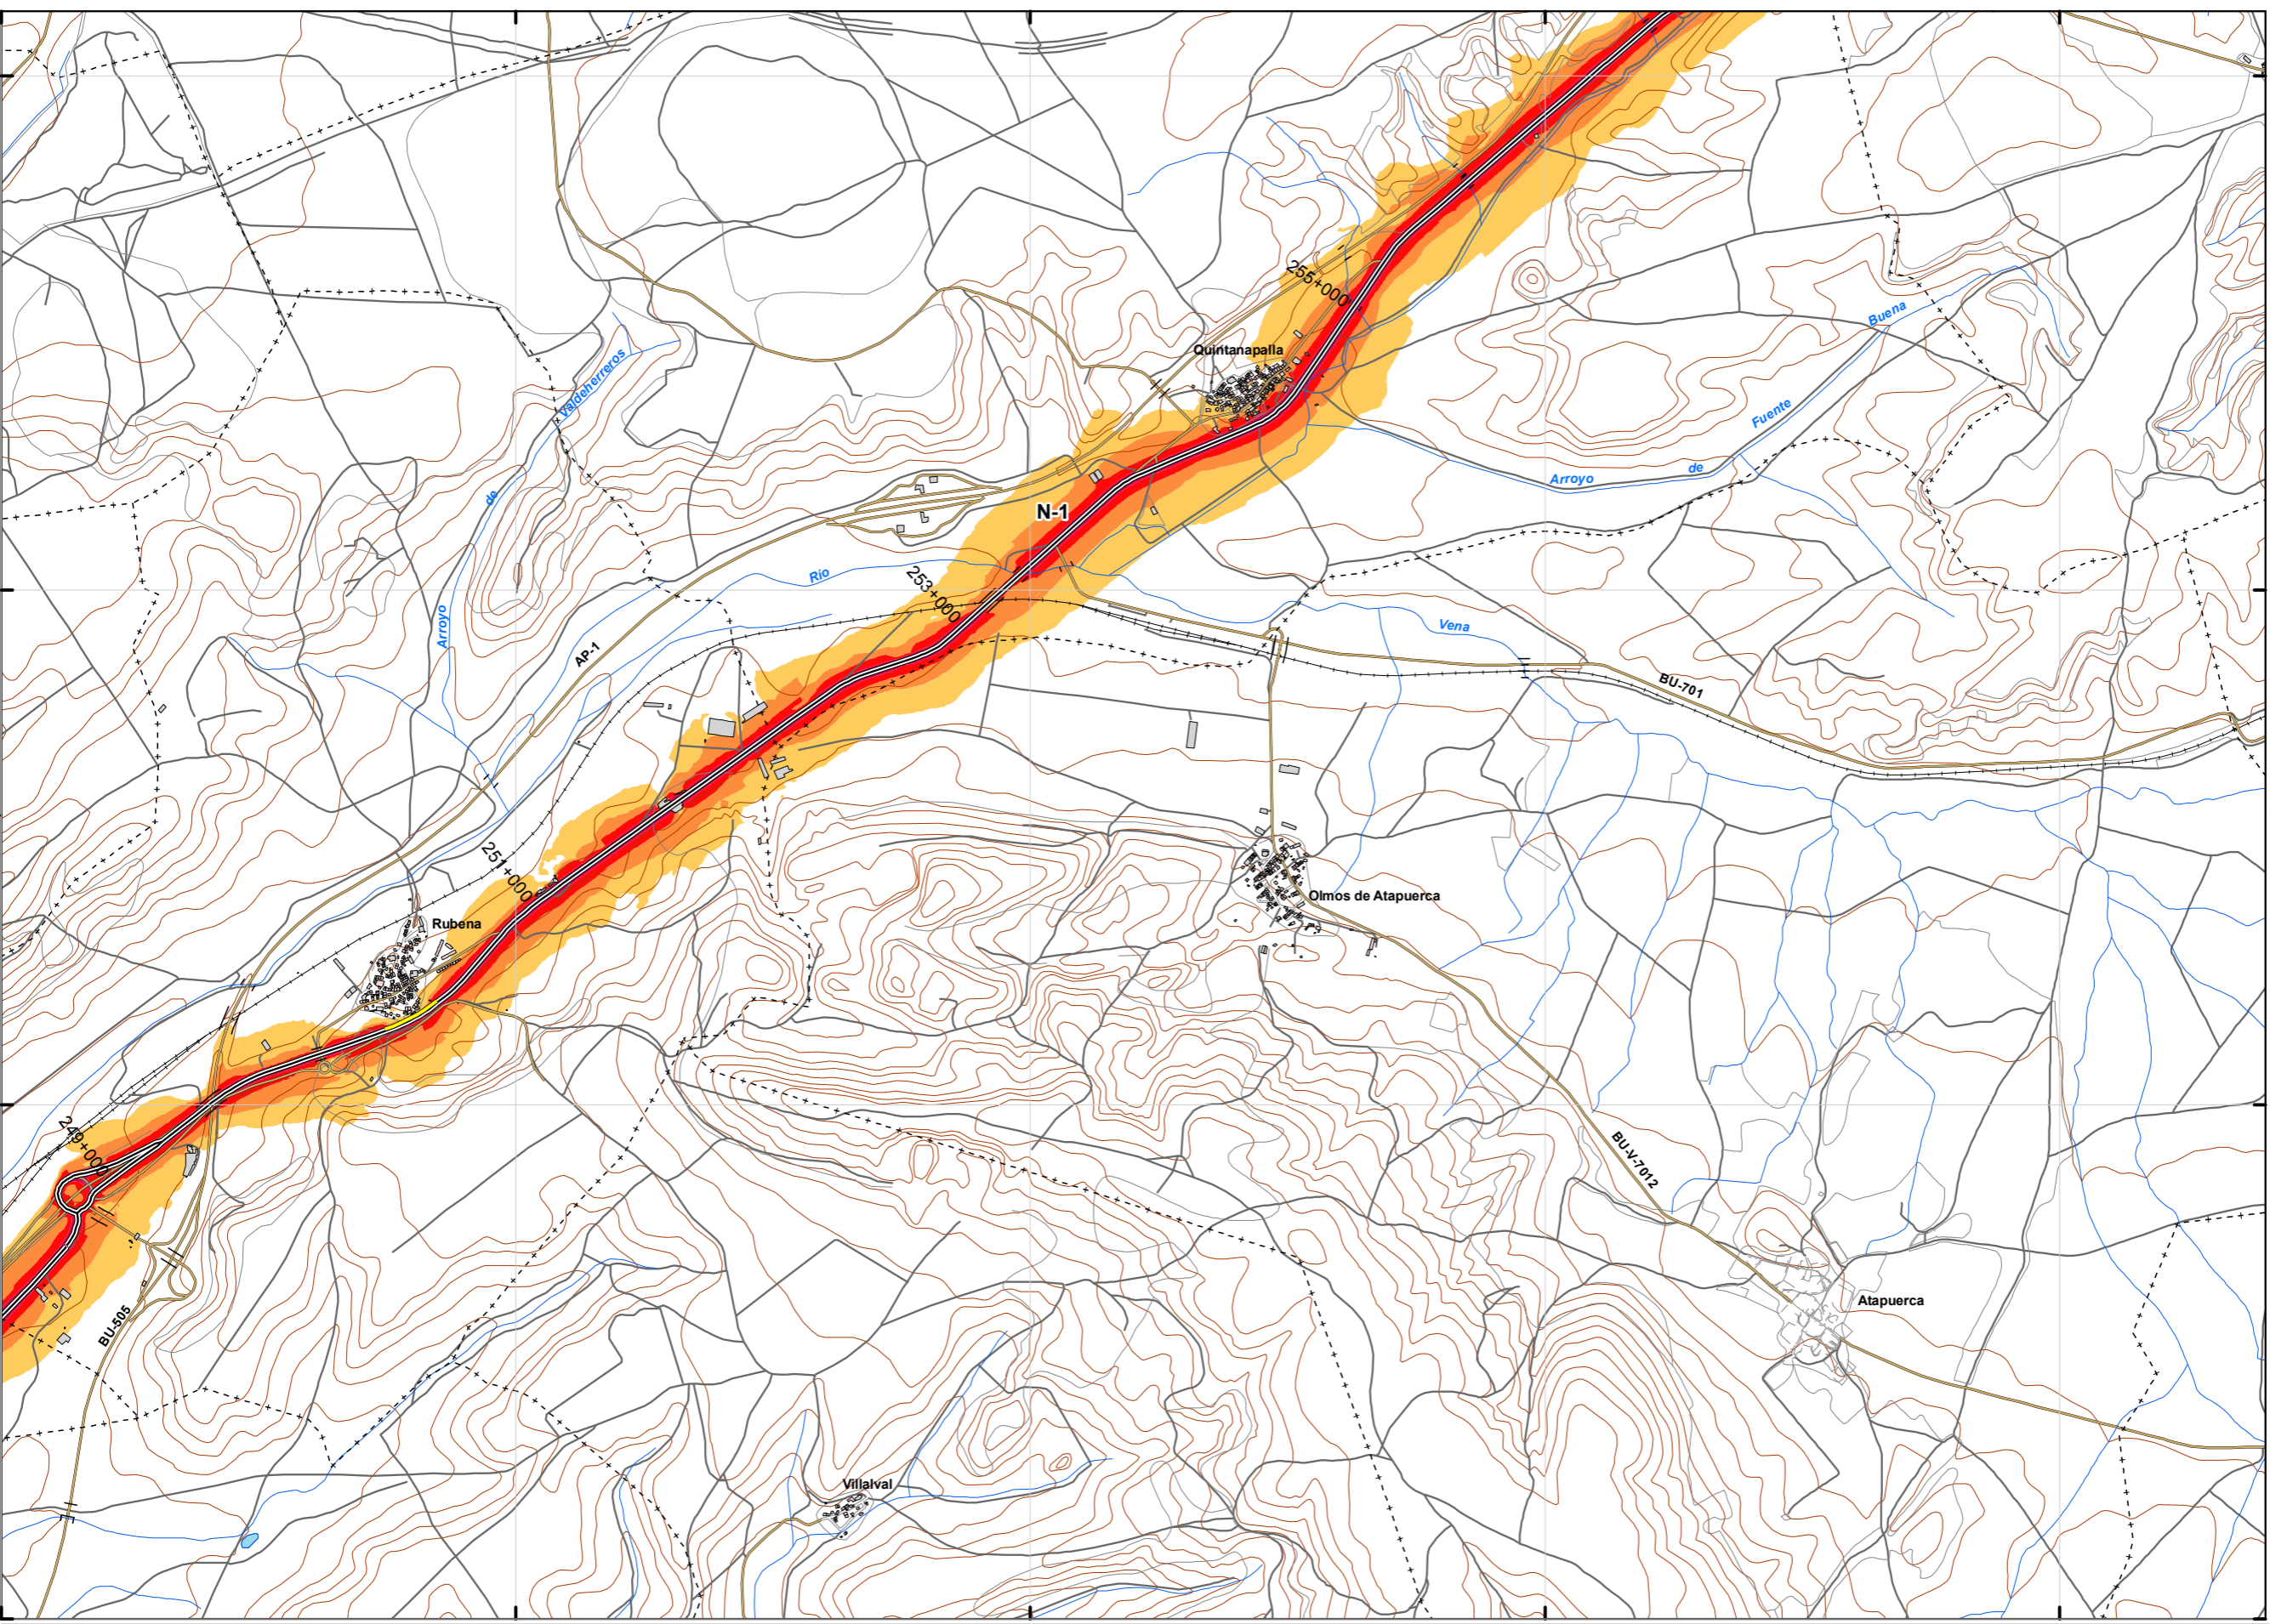 255+000
Buena
Quintanapalla
Valdeherreros
Fuente
de
Arroyo
de
N-1
Río
253+000
Arroyo
Vena
AP-1
BU-701
251+000
Olmos de Atapuerca
Rubena
249+000
BU-V-7012
Atapuerca
BU-505
Villalval